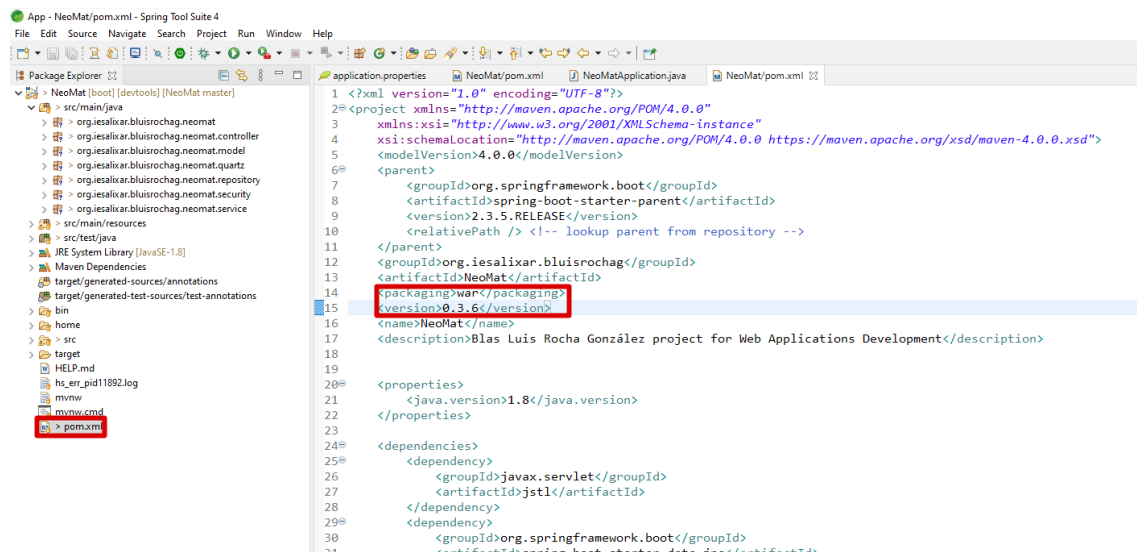 App - NeoMat/pom.xml - Spring Tool Suite 4
File Edit Source Navigate Search Project Run Window Help
Package Explorer
> NeoMat [boot] [devtools] [NeoMat master]
> src/main/java
> org.iesalixar.bluisrochag.neomat
> org.iesalixar.bluisrochag.neomat.controller
> org.iesalixar.bluisrochag.neomat.model
> org.iesalixar.bluisrochag.neomat.quartz
> org.iesalixar.bluisrochag.neomat.repository
> org.iesalixar.bluisrochag.neomat.security
> org.iesalixar.bluisrochag.neomat.service
> src/main/resources
> src/test/java
JRE System Library [JavaSE-1.8]
Maven Dependencies
target/generated-sources/annotations
target/generated-test-sources/test-annotations
bin
home
> src
target
HELP.md
hs_err_pid11892.log
mvnw
mvnw.cmd
> pom.xml
application.properties NeoMat/pom.xml NeoMatApplication.java NeoMat/pom.xml
1 <?xml version="1.0" encoding="UTF-8"?>
2 <project xmlns="http://maven.apache.org/POM/4.0.0"
3 xmlns:xsi="http://www.w3.org/2001/XMLSchema-instance"
4 xsi:schemaLocation="http://maven.apache.org/POM/4.0.0 https://maven.apache.org/xsd/maven-4.0.0.xsd">
5 <modelVersion>4.0.0</modelVersion>
6 <parent>
7 <groupId>org.springframework.boot</groupId>
8 <artifactId>spring-boot-starter-parent</artifactId>
9 <version>2.3.5.RELEASE</version>
10 <relativePath /> <!-- lookup parent from repository -->
11 </parent>
12 <groupId>org.iesalixar.bluisrochag</groupId>
13 <artifactId>NeoMat</artifactId>
14 <packaging>war</packaging>
15 <version>0.3.6</version>
16 <name>NeoMat</name>
17 <description>Blas Luis Rocha González project for Web Applications Development</description>
18
19
20 <properties>
21 <java.version>1.8</java.version>
22 </properties>
23
24 <dependencies>
25 <dependency>
26 <groupId>javax.servlet</groupId>
27 <artifactId>jstl</artifactId>
28 </dependency>
29 <dependency>
30 <groupId>org.springframework.boot</groupId>
31 <artifactId>spring-boot-starter-data-jpa</artifactId>